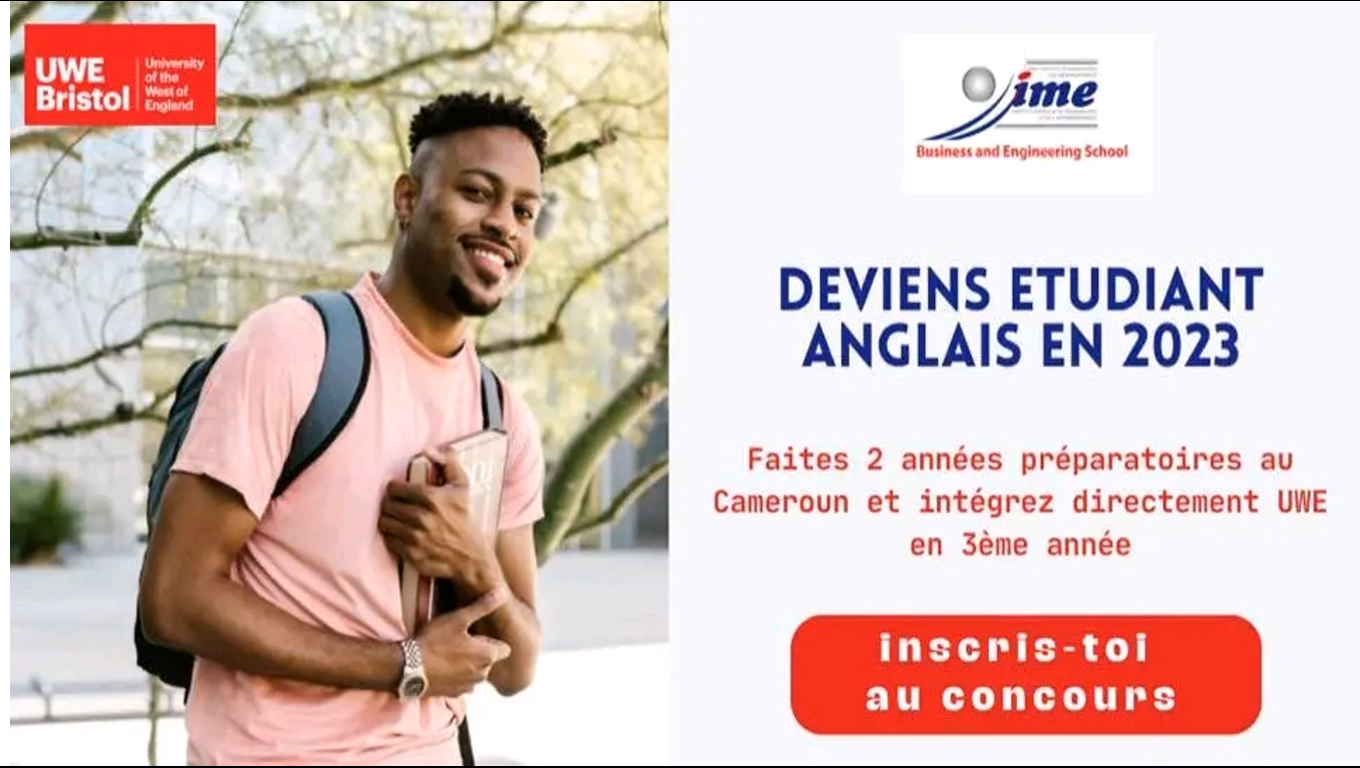 UWE
Bristol
University
of the
West of
England
ime
Business and Engineering School
DEVIENS ETUDIANT
ANGLAIS EN 2023
Faites 2 années préparatoires au
Cameroun et intégrez directement UWE
en 3ème année
inscris-toi
au concours